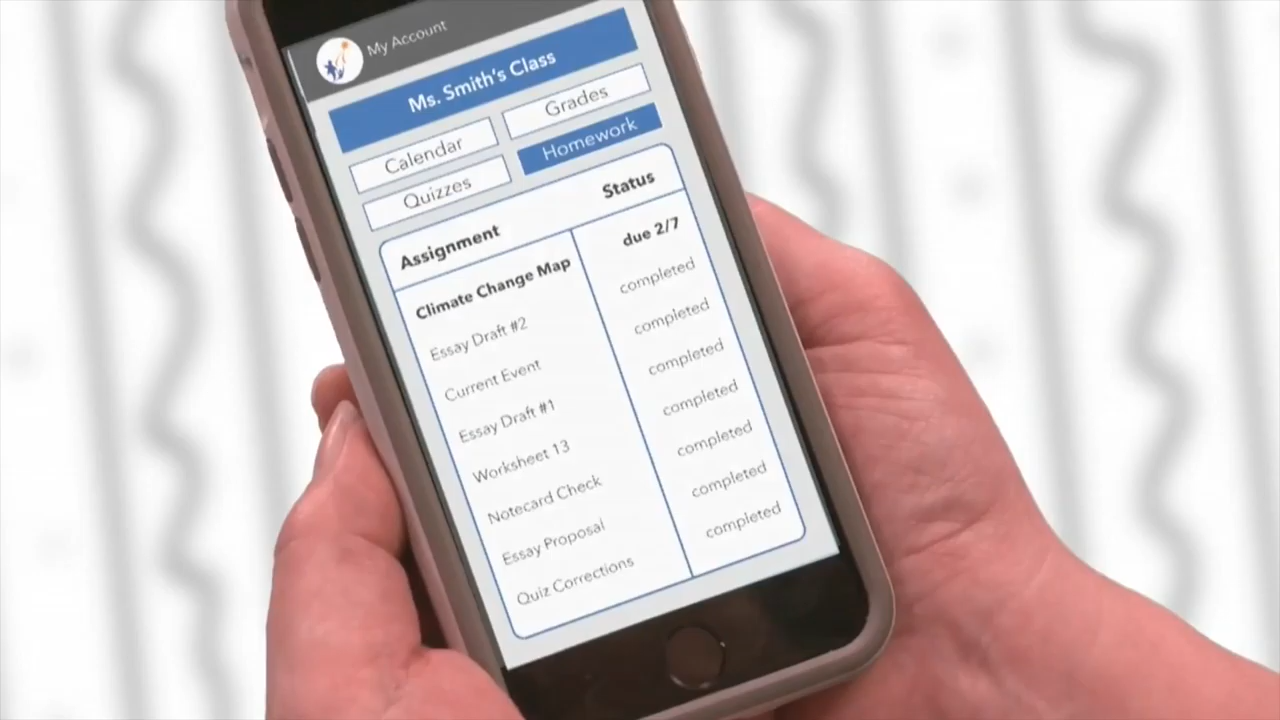 My Account
Ms. Smith's Class
Calendar Grades
Quizzes Homework
Assignment Status
Climate Change Map due 2/7
Essay Draft #2 completed
Current Event completed
Essay Draft #1 completed
Worksheet 13 completed
Notecard Check completed
Essay Proposal completed
Quiz Corrections completed